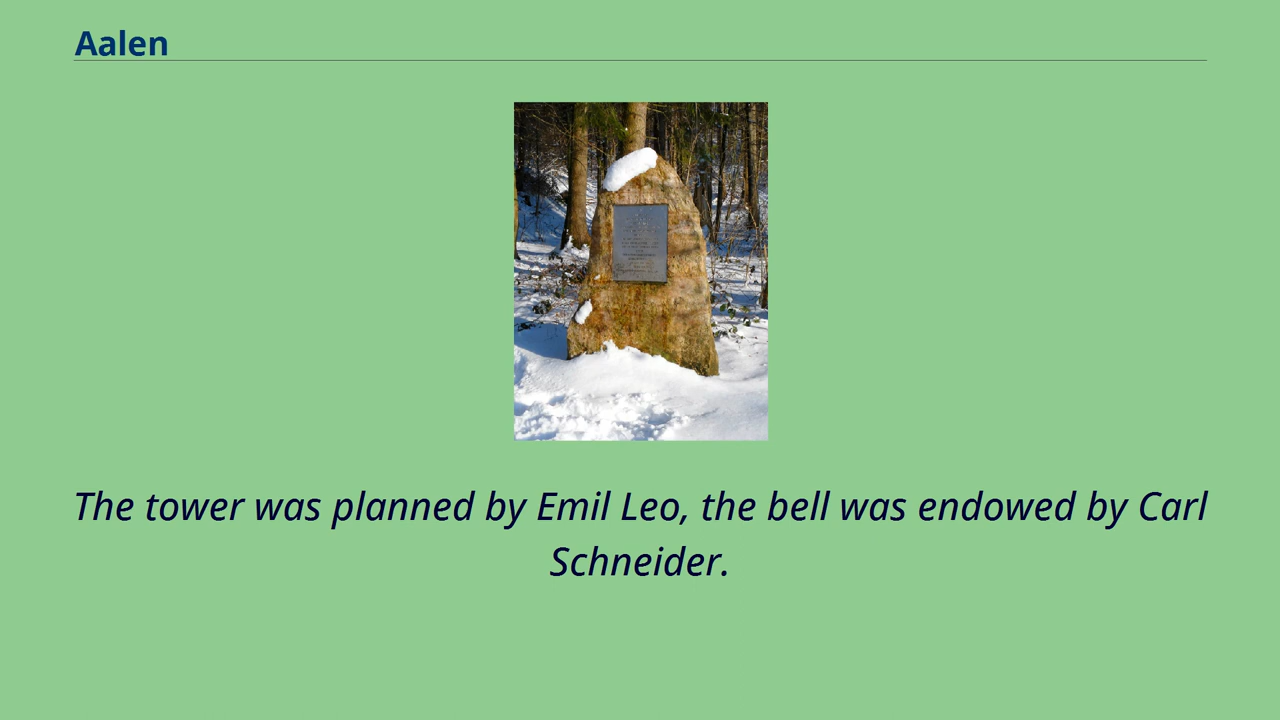 Aalen
The tower was planned by Emil Leo, the bell was endowed by Carl
Schneider.